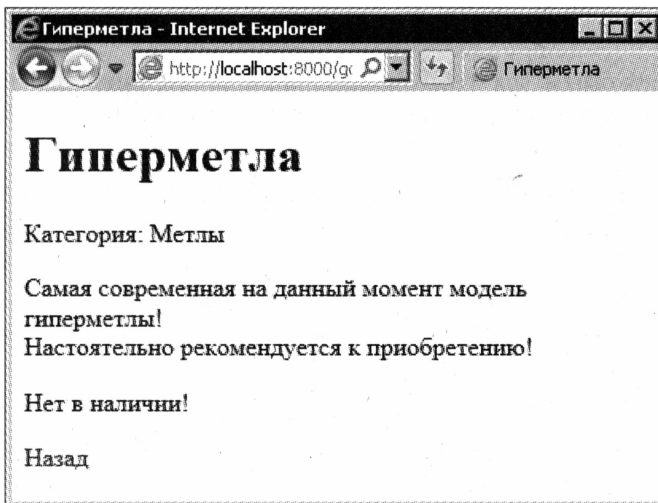 Гиперметла - Internet Explorer
http://localhost:8000/go
Гиперметла
Гиперметла
Категория: Метлы
Самая современная на данный момент модель
гиперметлы!
Настоятельно рекомендуется к приобретению!
Нет в наличии!
Назад